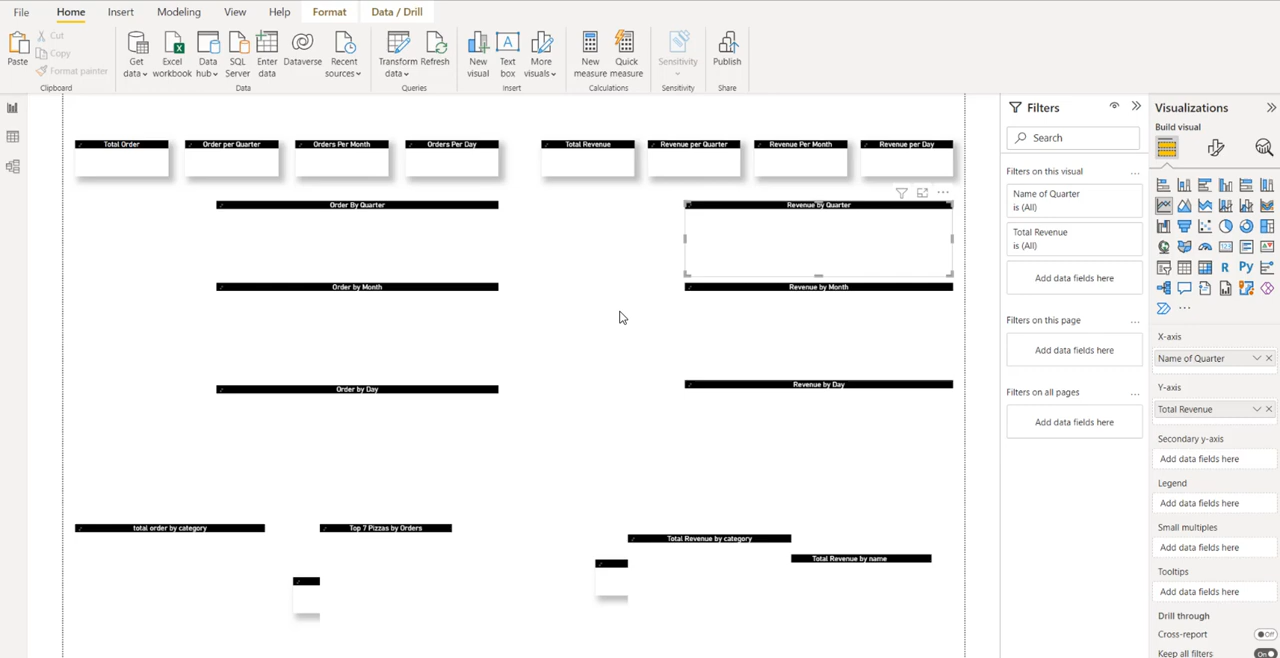 File Home Insert Modeling View Help Format Data / Drill
Paste
Cut
Copy
Format painter
Clipboard
Get data
Excel workbook
Data hub
SQL Server
Enter data
Dataverse
Recent sources
Data
Transform data
Refresh
Queries
New visual
Text box
More visuals
Insert
New measure
Quick measure
Calculations
Sensitivity
Sensitivity
Publish
Share
Total Order
Order per Quarter
Orders Per Month
Orders Per Day
Total Revenue
Revenue per Quarter
Revenue Per Month
Revenue per Day
Order By Quarter
Revenue by Quarter
Order by Month
Revenue by Month
Order by Day
Revenue by Day
total order by category
Top 7 Pizzas by Orders
Total Revenue by category
Total Revenue by name
Filters
Search
Filters on this visual
Name of Quarter
is (All)
Total Revenue
is (All)
Add data fields here
Filters on this page
Add data fields here
Filters on all pages
Add data fields here
Visualizations
Build visual
123
R
Py
X-axis
Name of Quarter
Y-axis
Total Revenue
Secondary y-axis
Add data fields here
Legend
Add data fields here
Small multiples
Add data fields here
Tooltips
Add data fields here
Drill through
Cross-report
Off
Keep all filters
On